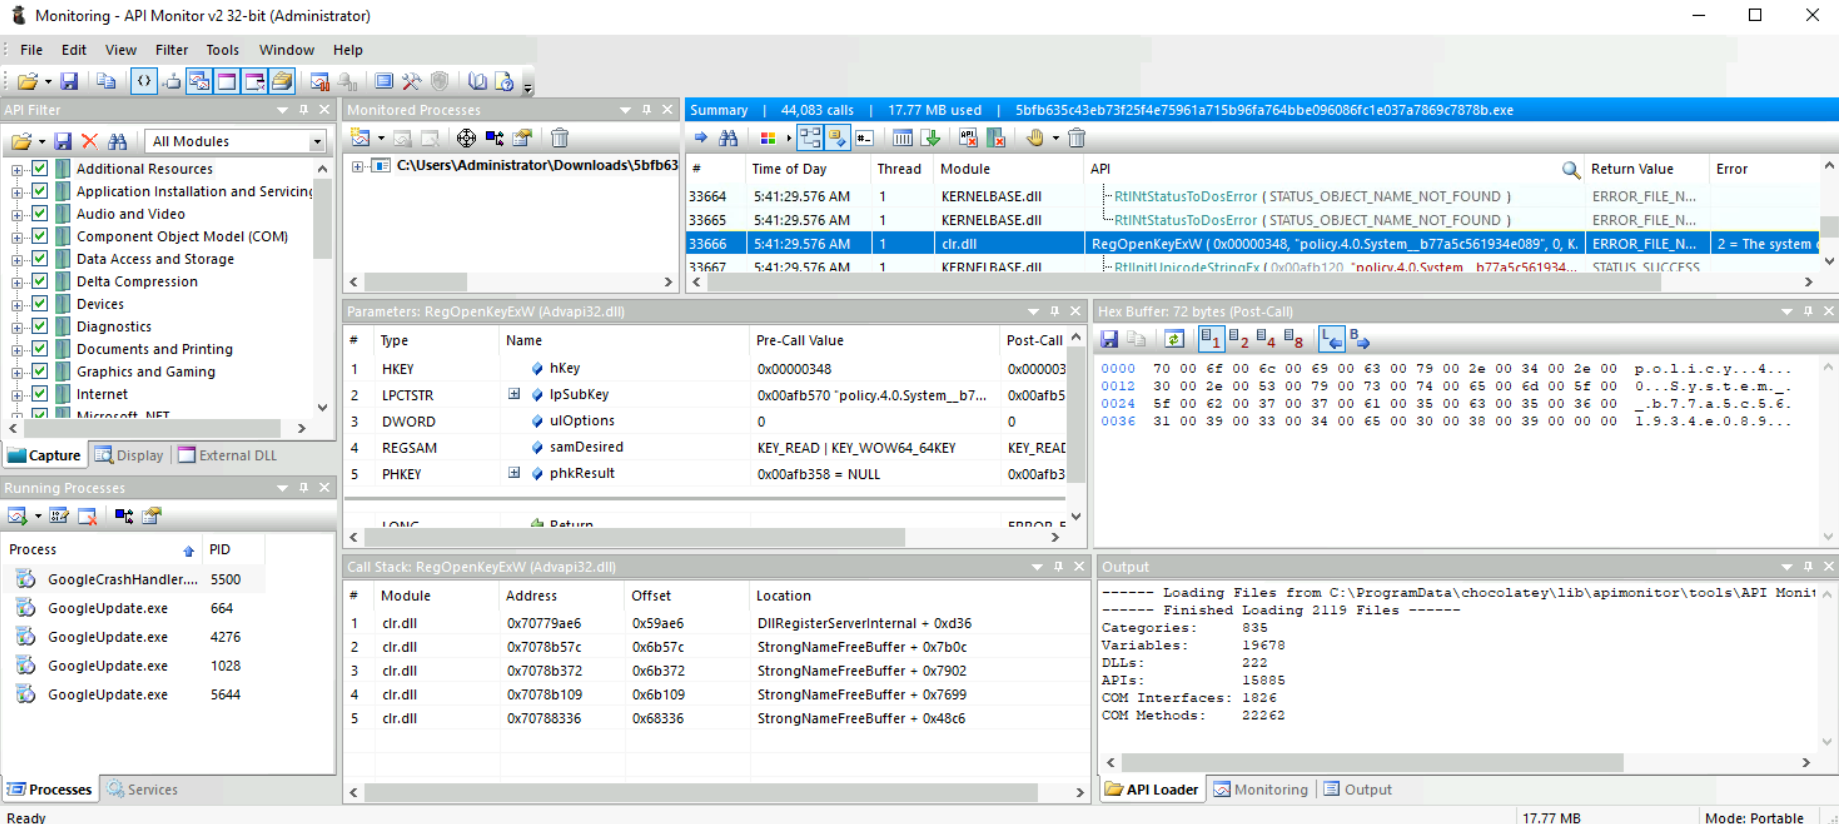 Monitoring - API Monitor v2 32-bit (Administrator)
File Edit View Filter Tools Window Help
API Filter
All Modules
Additional Resources
Application Installation and Servicing
Audio and Video
Component Object Model (COM)
Data Access and Storage
Delta Compression
Devices
Diagnostics
Documents and Printing
Graphics and Gaming
Internet
Microsoft .NET
Capture Display External DLL
Running Processes
Process PID
GoogleCrashHandler.... 5500
GoogleUpdate.exe 664
GoogleUpdate.exe 4276
GoogleUpdate.exe 1028
GoogleUpdate.exe 5644
Processes Services
Monitored Processes
C:\Users\Administrator\Downloads\5bfb63
Summary | 44,083 calls | 17.77 MB used | 5bfb635c43eb73f25f4e75961a715b96fa764bbe096086fc1e037a7869c7878b.exe
# Time of Day Thread Module API Return Value Error
33664 5:41:29.576 AM 1 KERNELBASE.dll RtlNtStatusToDosError ( STATUS_OBJECT_NAME_NOT_FOUND ) ERROR_FILE_N...
33665 5:41:29.576 AM 1 KERNELBASE.dll RtlNtStatusToDosError ( STATUS_OBJECT_NAME_NOT_FOUND ) ERROR_FILE_N...
33666 5:41:29.576 AM 1 clr.dll RegOpenKeyExW ( 0x00000348, "policy.4.0.System__b77a5c561934e089", 0, K. ERROR_FILE_N... 2 = The system
33667 5:41:29.576 AM 1 KERNELBASE.dll RtlInitUnicodeStringEx ( 0x00afb120, "policy.4.0.System__b77a5c561934... STATUS_SUCCESS
Parameters: RegOpenKeyExW (Advapi32.dll)
# Type Name Pre-Call Value Post-Call
1 HKEY hKey 0x00000348 0x000003
2 LPCTSTR lpSubKey 0x00afb570 "policy.4.0.System__b7... 0x00afb5
3 DWORD ulOptions 0 0
4 REGSAM samDesired KEY_READ | KEY_WOW64_64KEY KEY_REA
5 PHKEY phkResult 0x00afb358 = NULL 0x00afb3
LONG Return ERROR_F
Hex Buffer: 72 bytes (Post-Call)
1 2 4 8 L B
0000 70 00 6f 00 6c 00 69 00 63 00 79 00 2e 00 34 00 2e 00 p.o.l.i.c.y...4...
0012 30 00 2e 00 53 00 79 00 73 00 74 00 65 00 6d 00 5f 00 0...S.y.s.t.e.m._.
0024 5f 00 62 00 37 00 37 00 61 00 35 00 63 00 35 00 36 00 _.b.7.7.a.5.c.5.6.
0036 31 00 39 00 33 00 34 00 65 00 30 00 38 00 39 00 00 00 1.9.3.4.e.0.8.9...
Call Stack: RegOpenKeyExW (Advapi32.dll)
# Module Address Offset Location
1 clr.dll 0x70779ae6 0x59ae6 DllRegisterServerInternal + 0xd36
2 clr.dll 0x7078b57c 0x6b57c StrongNameFreeBuffer + 0x7b0c
3 clr.dll 0x7078b372 0x6b372 StrongNameFreeBuffer + 0x7902
4 clr.dll 0x7078b109 0x6b109 StrongNameFreeBuffer + 0x7699
5 clr.dll 0x70788336 0x68336 StrongNameFreeBuffer + 0x48c6
Output
------ Loading Files from C:\ProgramData\chocolatey\lib\apimonitor\tools\API Monit
------ Finished Loading 2119 Files ------
Categories: 835
Variables: 19678
DLLs: 222
APIs: 15885
COM Interfaces: 1826
COM Methods: 22262
API Loader Monitoring Output
Ready 17.77 MB Mode: Portable